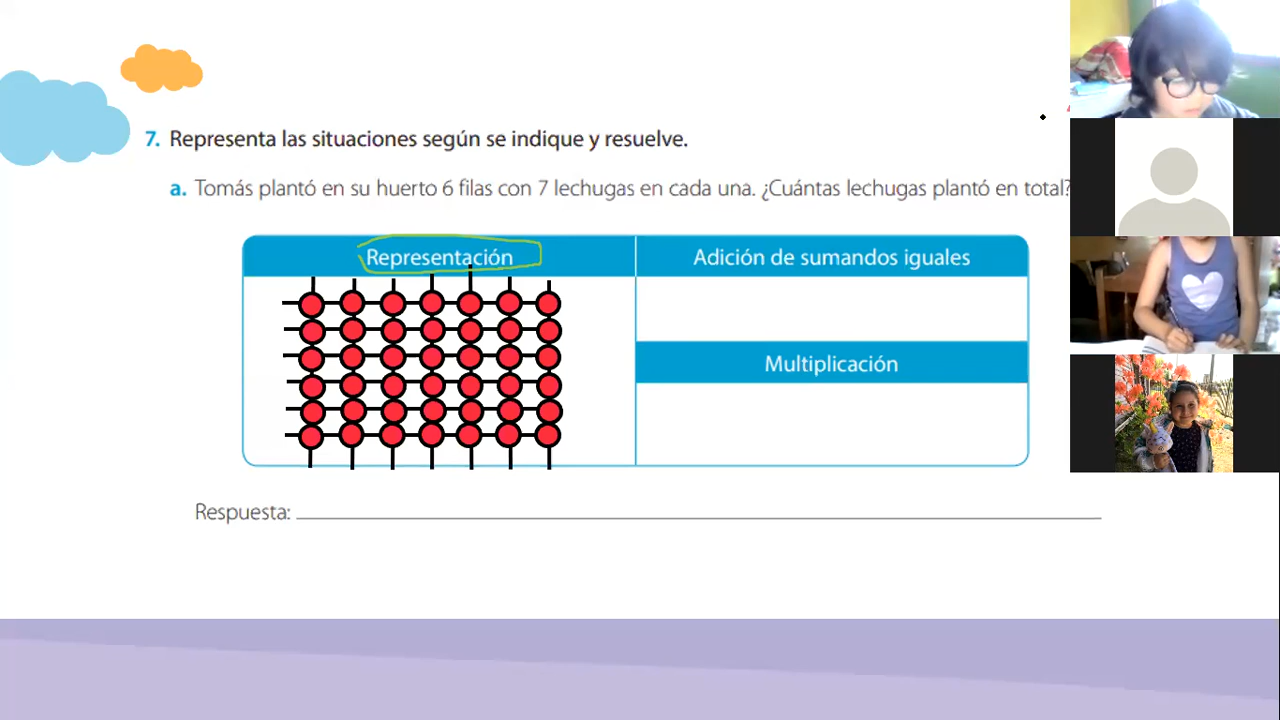 7. Representa las situaciones según se indique y resuelve.
a. Tomás plantó en su huerto 6 filas con 7 lechugas en cada una. ¿Cuántas lechugas plantó en total?
Representación
Adición de sumandos iguales
Multiplicación
Respuesta: